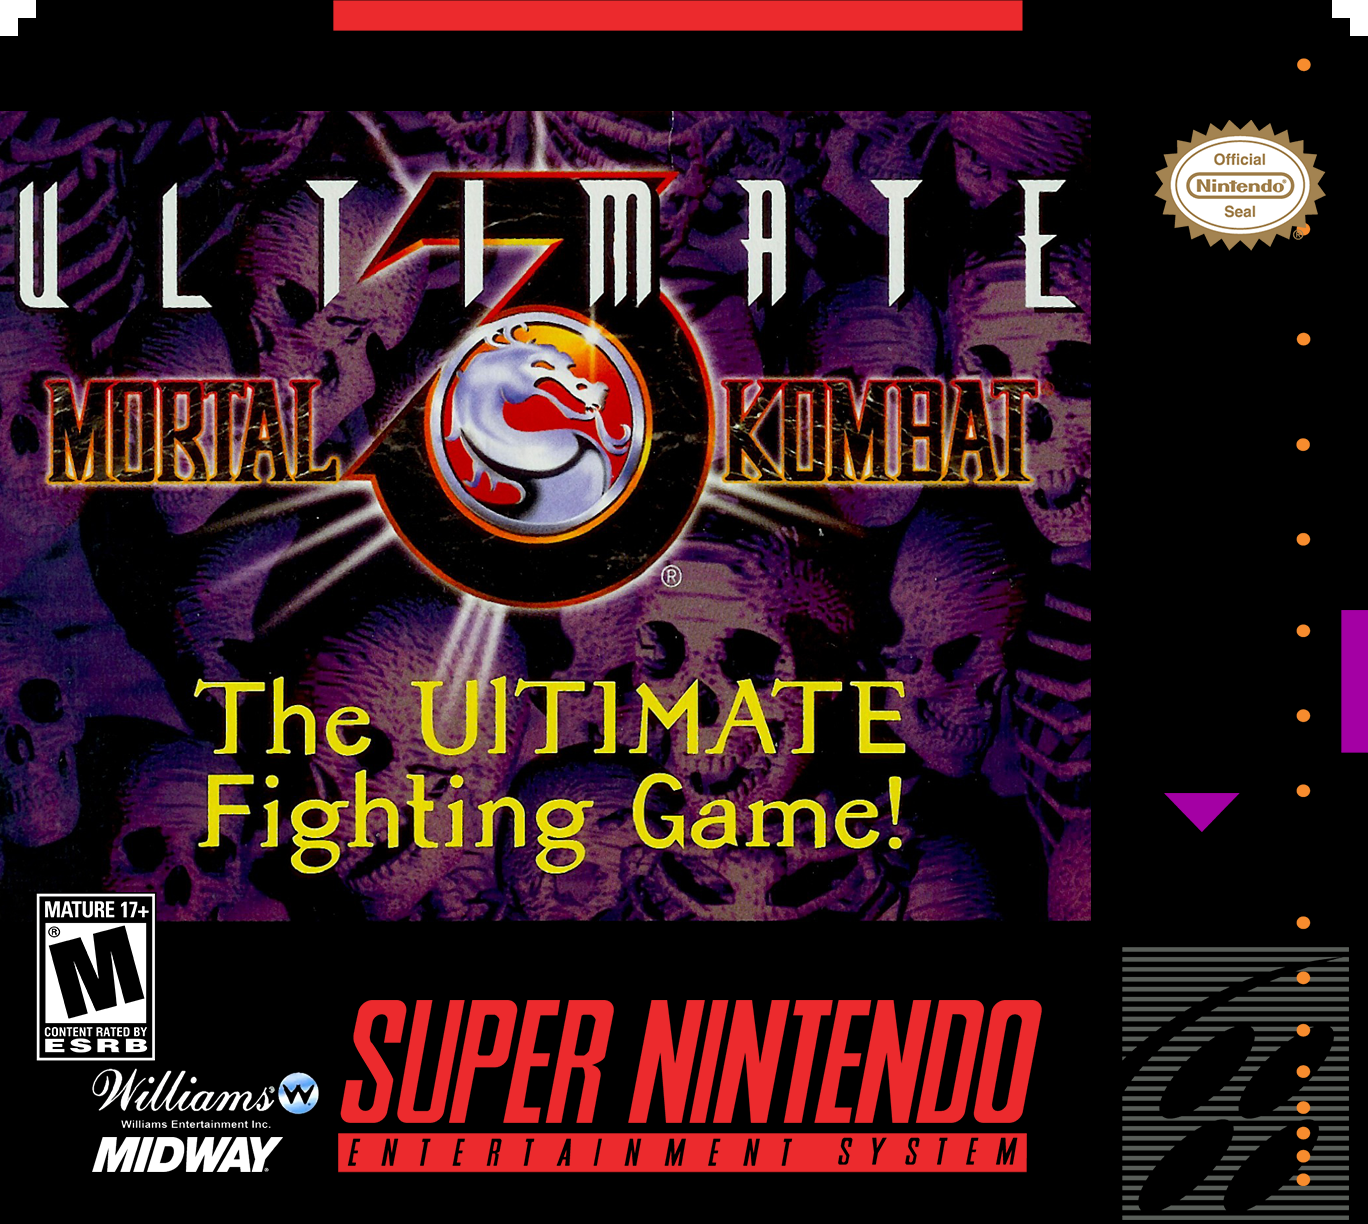 ULTIMATE
MORTAL KOMBAT
3
®
The UlTIMATE
Fighting Game!
Official
Nintendo®
Seal
®
MATURE 17+
®
M
CONTENT RATED BY
ESRB
Williams® W
Williams Entertainment Inc.
MIDWAY®
SUPER NINTENDO
ENTERTAINMENT SYSTEM